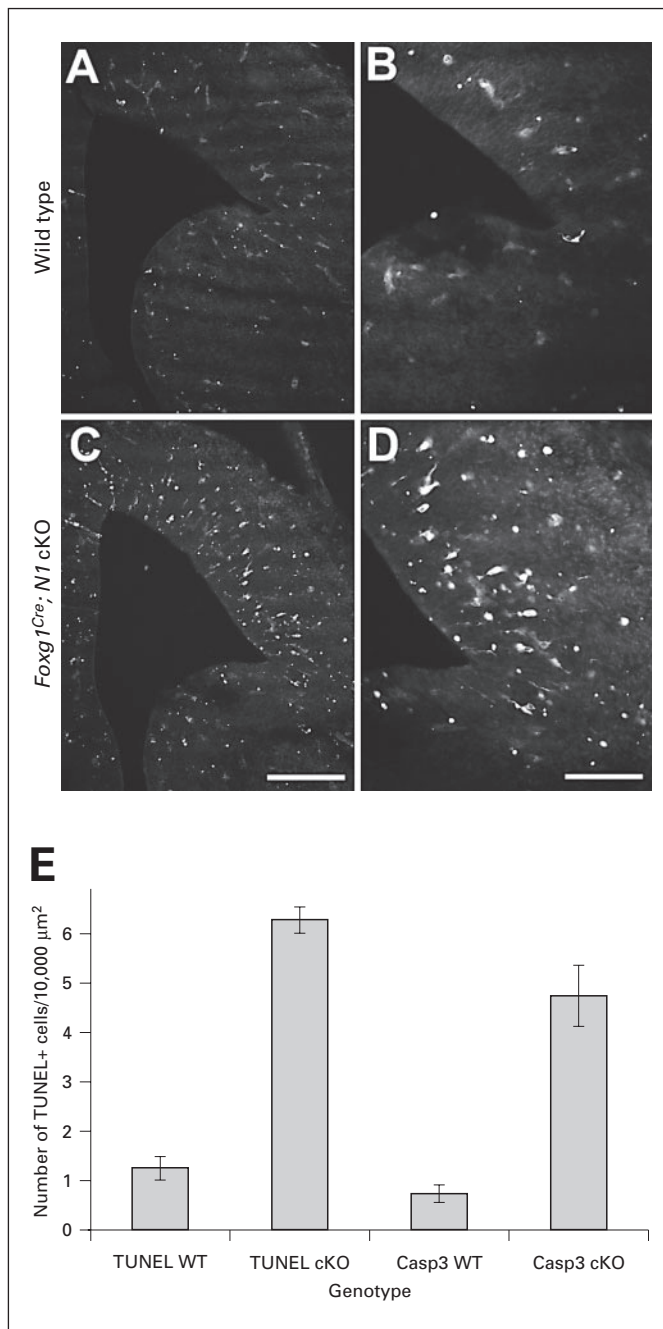 A
B
Wild type
C
D
Foxg1Cre; N1 cKO
E
Number of TUNEL+ cells/10,000 μm²
6
5
4
3
2
1
0
TUNEL WT
TUNEL cKO
Casp3 WT
Casp3 cKO
Genotype